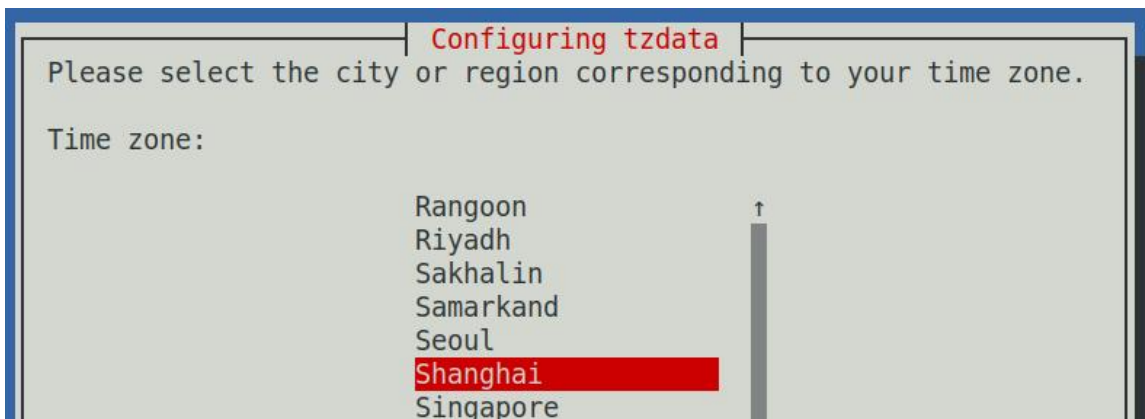 Configuring tzdata
Please select the city or region corresponding to your time zone.
Time zone:
Rangoon ↑
Riyadh
Sakhalin
Samarkand
Seoul
Shanghai
Singapore